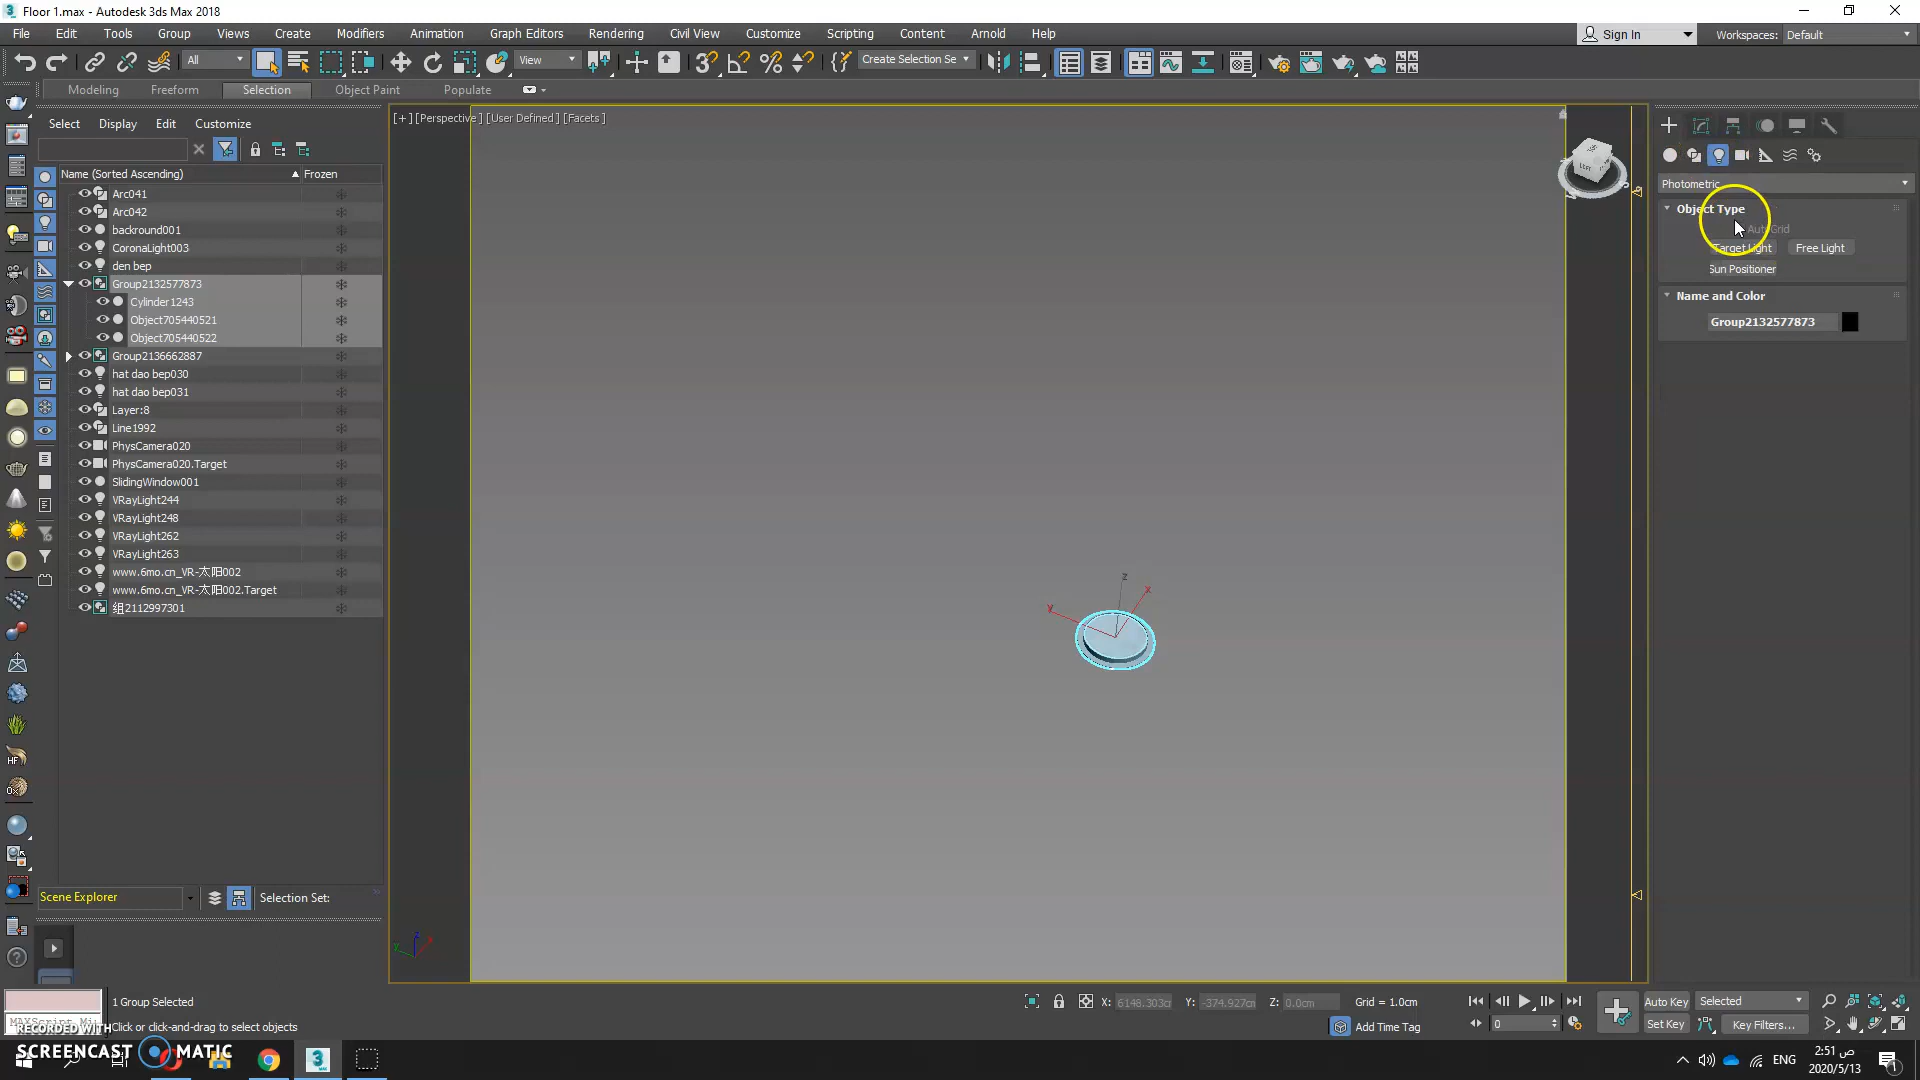 Floor 1.max - Autodesk 3ds Max 2018
File Edit Tools Group Views Create Modifiers Animation Graph Editors Rendering Civil View Customize Scripting Content Arnold Help
Sign In Workspaces: Default
All View Create Selection Se
Modeling Freeform Selection Object Paint Populate
Select Display Edit Customize
[+] [Perspective ] [User Defined ] [Facets ]
Name (Sorted Ascending) Frozen
Arc041
Arc042
backround001
CoronaLight003
den bep
Group2132577873
Cylinder1243
Object705440521
Object705440522
Group2136662887
hat dao bep030
hat dao bep031
Layer:8
Line1992
PhysCamera020
PhysCamera020.Target
SlidingWindow001
VRayLight244
VRayLight248
VRayLight262
VRayLight263
www.6mo.cn_VR-太阳002
www.6mo.cn_VR-太阳002.Target
组2112997301
Photometric
Object Type
AutoGrid
Target Light Free Light
Sun Positioner
Name and Color
Group2132577873
z
x
y
Scene Explorer Selection Set:
1 Group Selected
Click or click-and-drag to select objects
X: 6148.303cm Y: -374.927cm Z: 0.0cm Grid = 1.0cm
Add Time Tag
0
Auto Key Selected
Set Key Key Filters...
RECORDED WITH
SCREENCAST MATIC
ENG
2:51 ص
2020/5/13